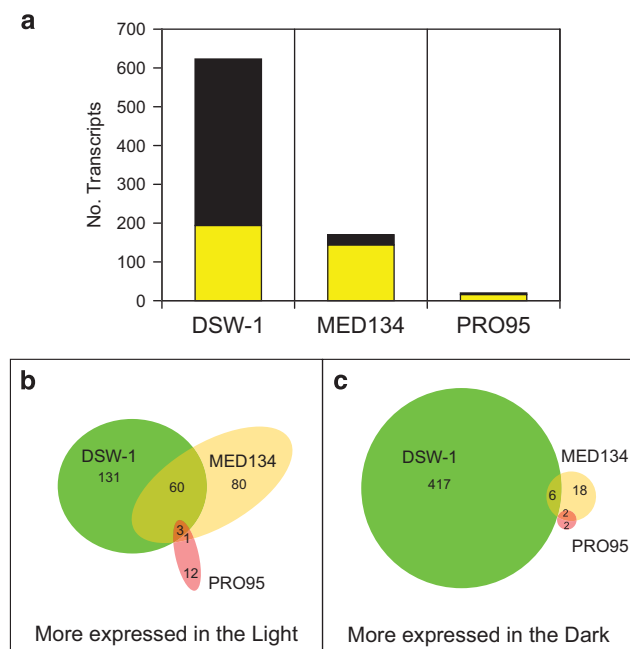 a
No. Transcripts
700
600
500
400
300
200
100
0
DSW-1 MED134 PRO95
b
DSW-1
131
60
MED134
80
3
1
12
PRO95
More expressed in the Light
c
DSW-1
417
MED134
6
18
2
2
PRO95
More expressed in the Dark